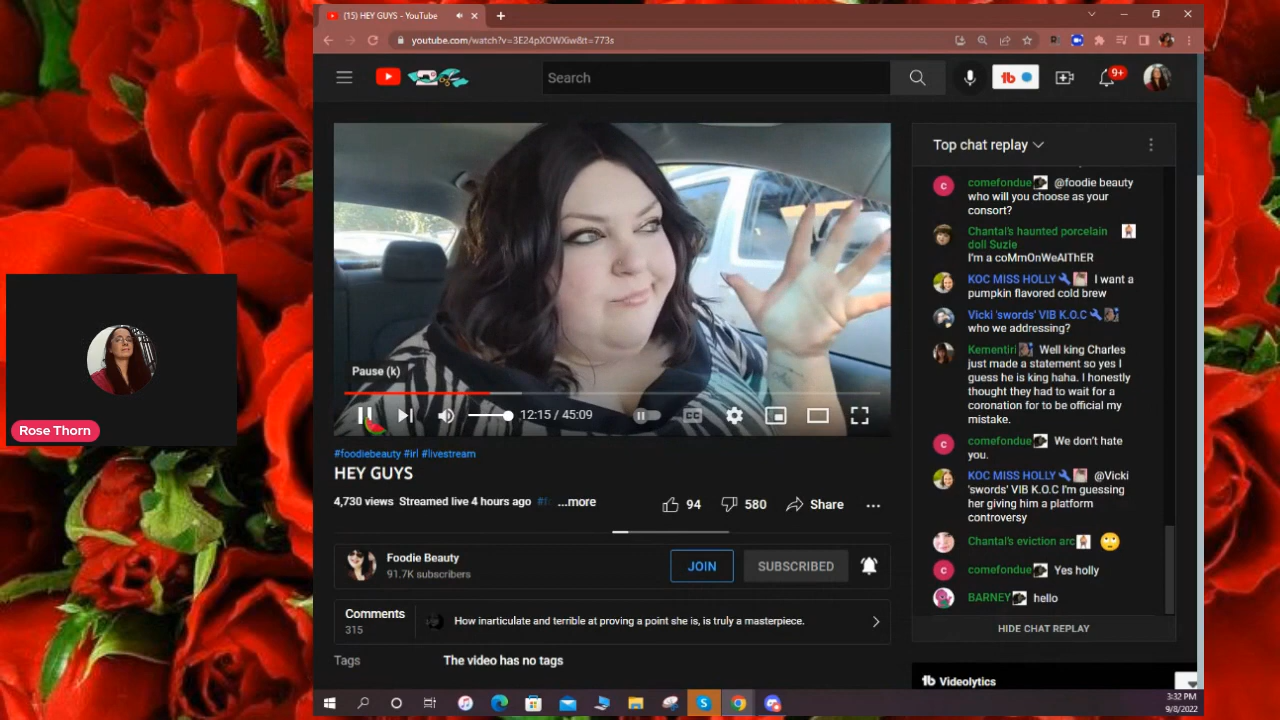 (15) HEY GUYS - YouTube
youtube.com/watch?v=3E24pXOWXiw&t=773s
Search
9+
Top chat replay
comefondue @foodie beauty
who will you choose as your
consort?
Chantal's haunted porcelain
doll Suzie
I'm a coMmOnWeAlThER
KOC MISS HOLLY I want a
pumpkin flavored cold brew
Vicki 'swords' VIB K.O.C
who we addressing?
Kementiri Well king Charles
just made a statement so yes I
guess he is king haha. I honestly
thought they had to wait for a
coronation for to be official my
mistake.
comefondue We don't hate
you.
KOC MISS HOLLY @Vicki
'swords' VIB K.O.C I'm guessing
her giving him a platform
controversy
Chantal's eviction arc
comefondue Yes holly
BARNEY hello
HIDE CHAT REPLAY
Pause (k)
12:15 / 45:09
CC
#foodiebeauty #irl #livestream
HEY GUYS
4,730 views Streamed live 4 hours ago #f ...more
94 580 Share
Foodie Beauty
91.7K subscribers
JOIN
SUBSCRIBED
Comments
315
How inarticulate and terrible at proving a point she is, is truly a masterpiece.
Tags
The video has no tags
Videolytics
Rose Thorn
3:32 PM
9/8/2022